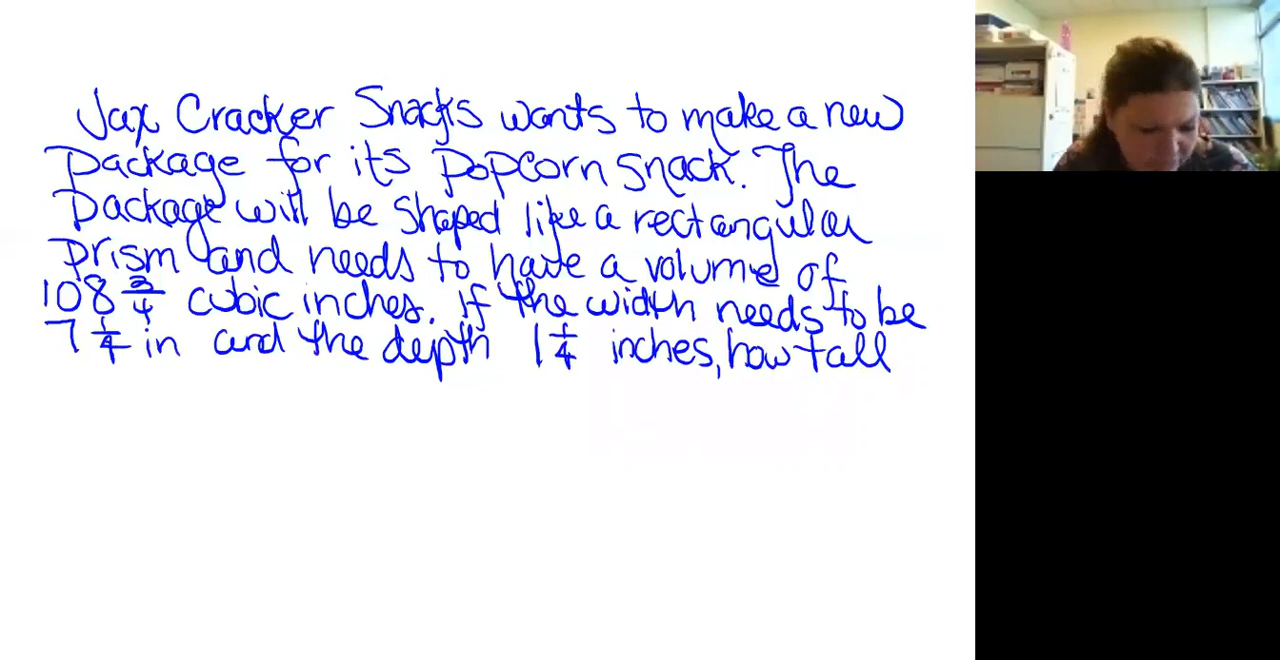 Jax Cracker Snacks wants to make a new
package for its popcorn snack. The
package will be shaped like a rectangular
prism and needs to have a volume of
108 3/4 cubic inches. If the width needs to be
7 1/4 in and the depth 1 1/4 inches, how tall